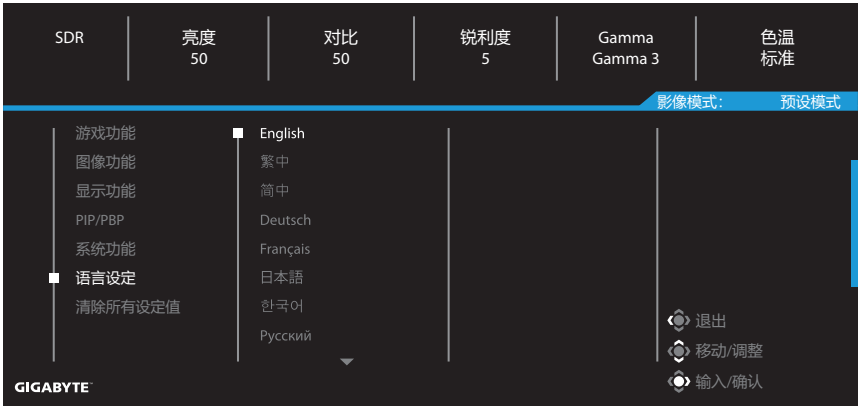 SDR
亮度
50
对比
50
锐利度
5
Gamma
Gamma 3
色温
标准
影像模式： 预设模式
游戏功能
图像功能
显示功能
PIP/PBP
系统功能
语言设定
清除所有设定值
English
繁中
简中
Deutsch
Français
日本語
한국어
Русский
退出
移动/调整
输入/确认
GIGABYTE™